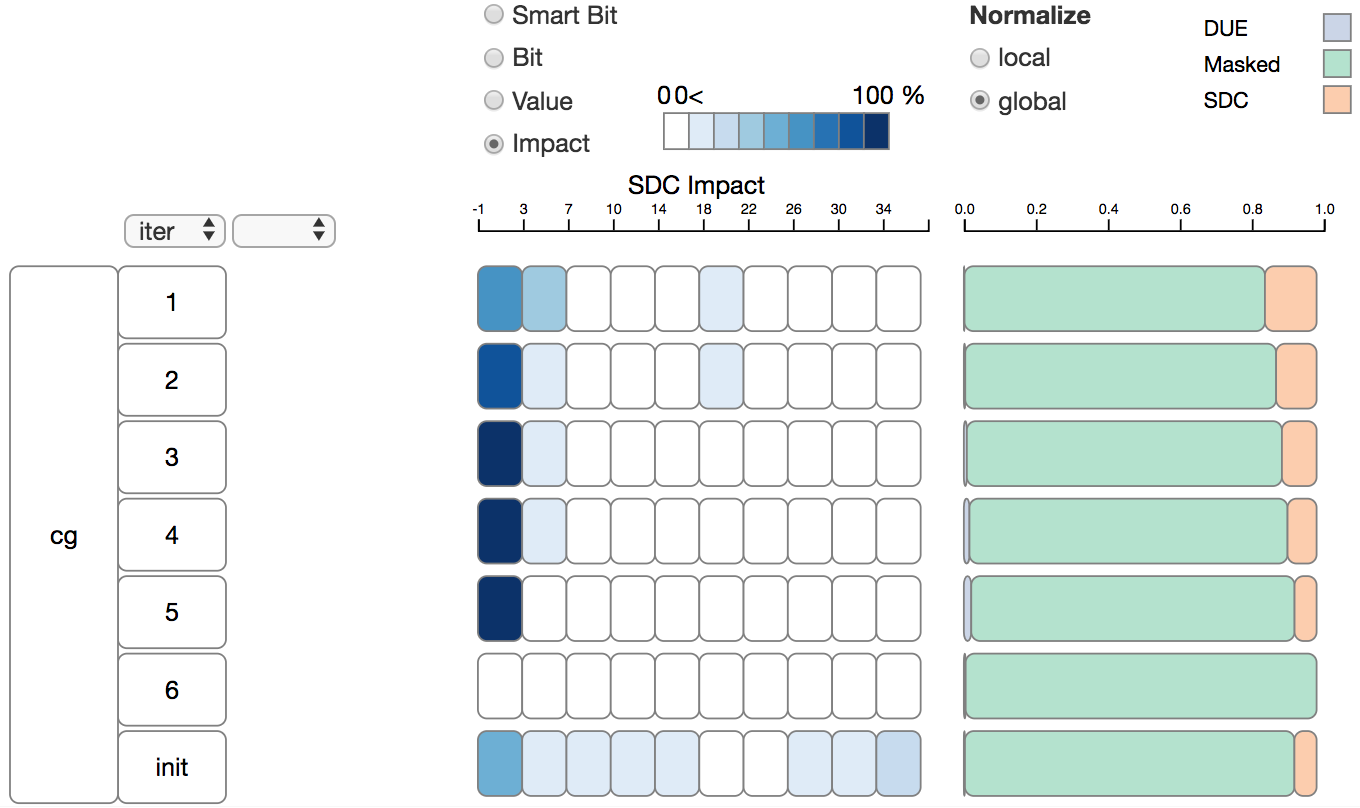 Smart Bit
Bit
Value
Impact
00< 100 %
Normalize
local
global
DUE
Masked
SDC
SDC Impact
-1 3 7 10 14 18 22 26 30 34
0.0 0.2 0.4 0.6 0.8 1.0
iter
cg
1
2
3
4
5
6
init